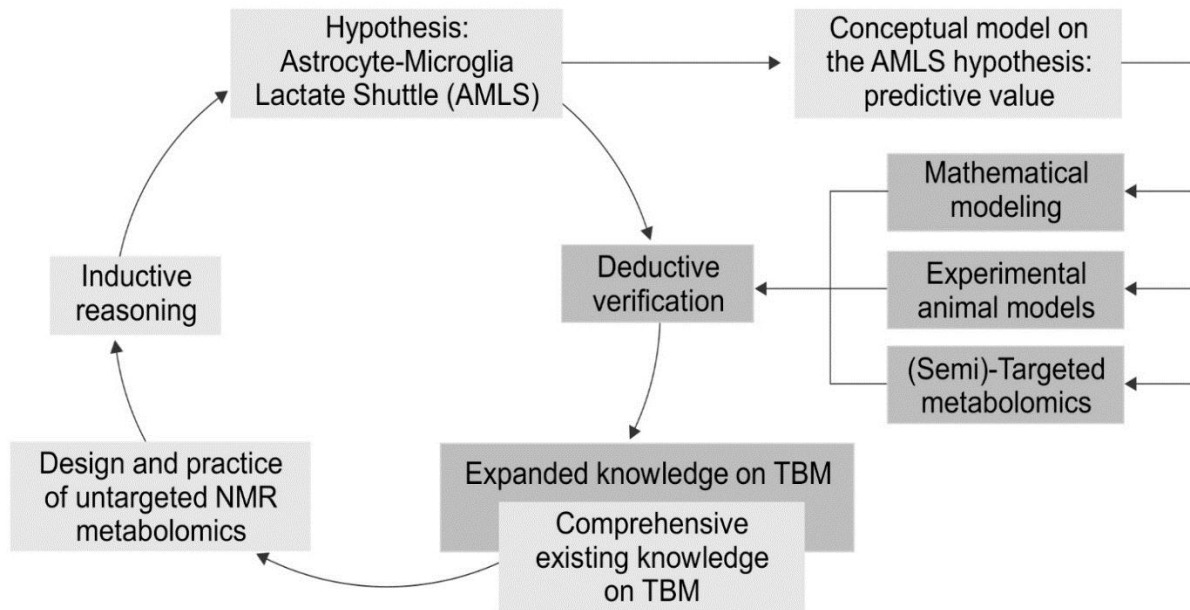 Hypothesis:
Astrocyte-Microglia
Lactate Shuttle (AMLS)
Conceptual model on
the AMLS hypothesis:
predictive value
Mathematical
modeling
Inductive
reasoning
Deductive
verification
Experimental
animal models
(Semi)-Targeted
metabolomics
Design and practice
of untargeted NMR
metabolomics
Expanded knowledge on TBM
Comprehensive
existing knowledge
on TBM